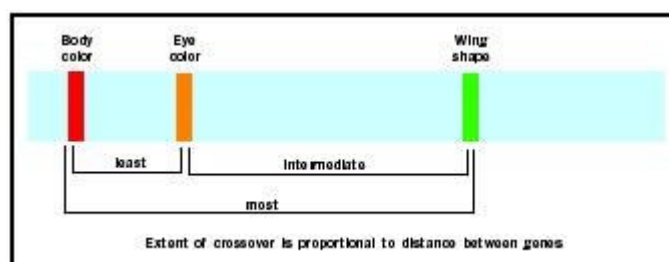 Body
color
Eye
color
Wing
shape
least
Intermediate
most
Extent of crossover is proportional to distance between genes